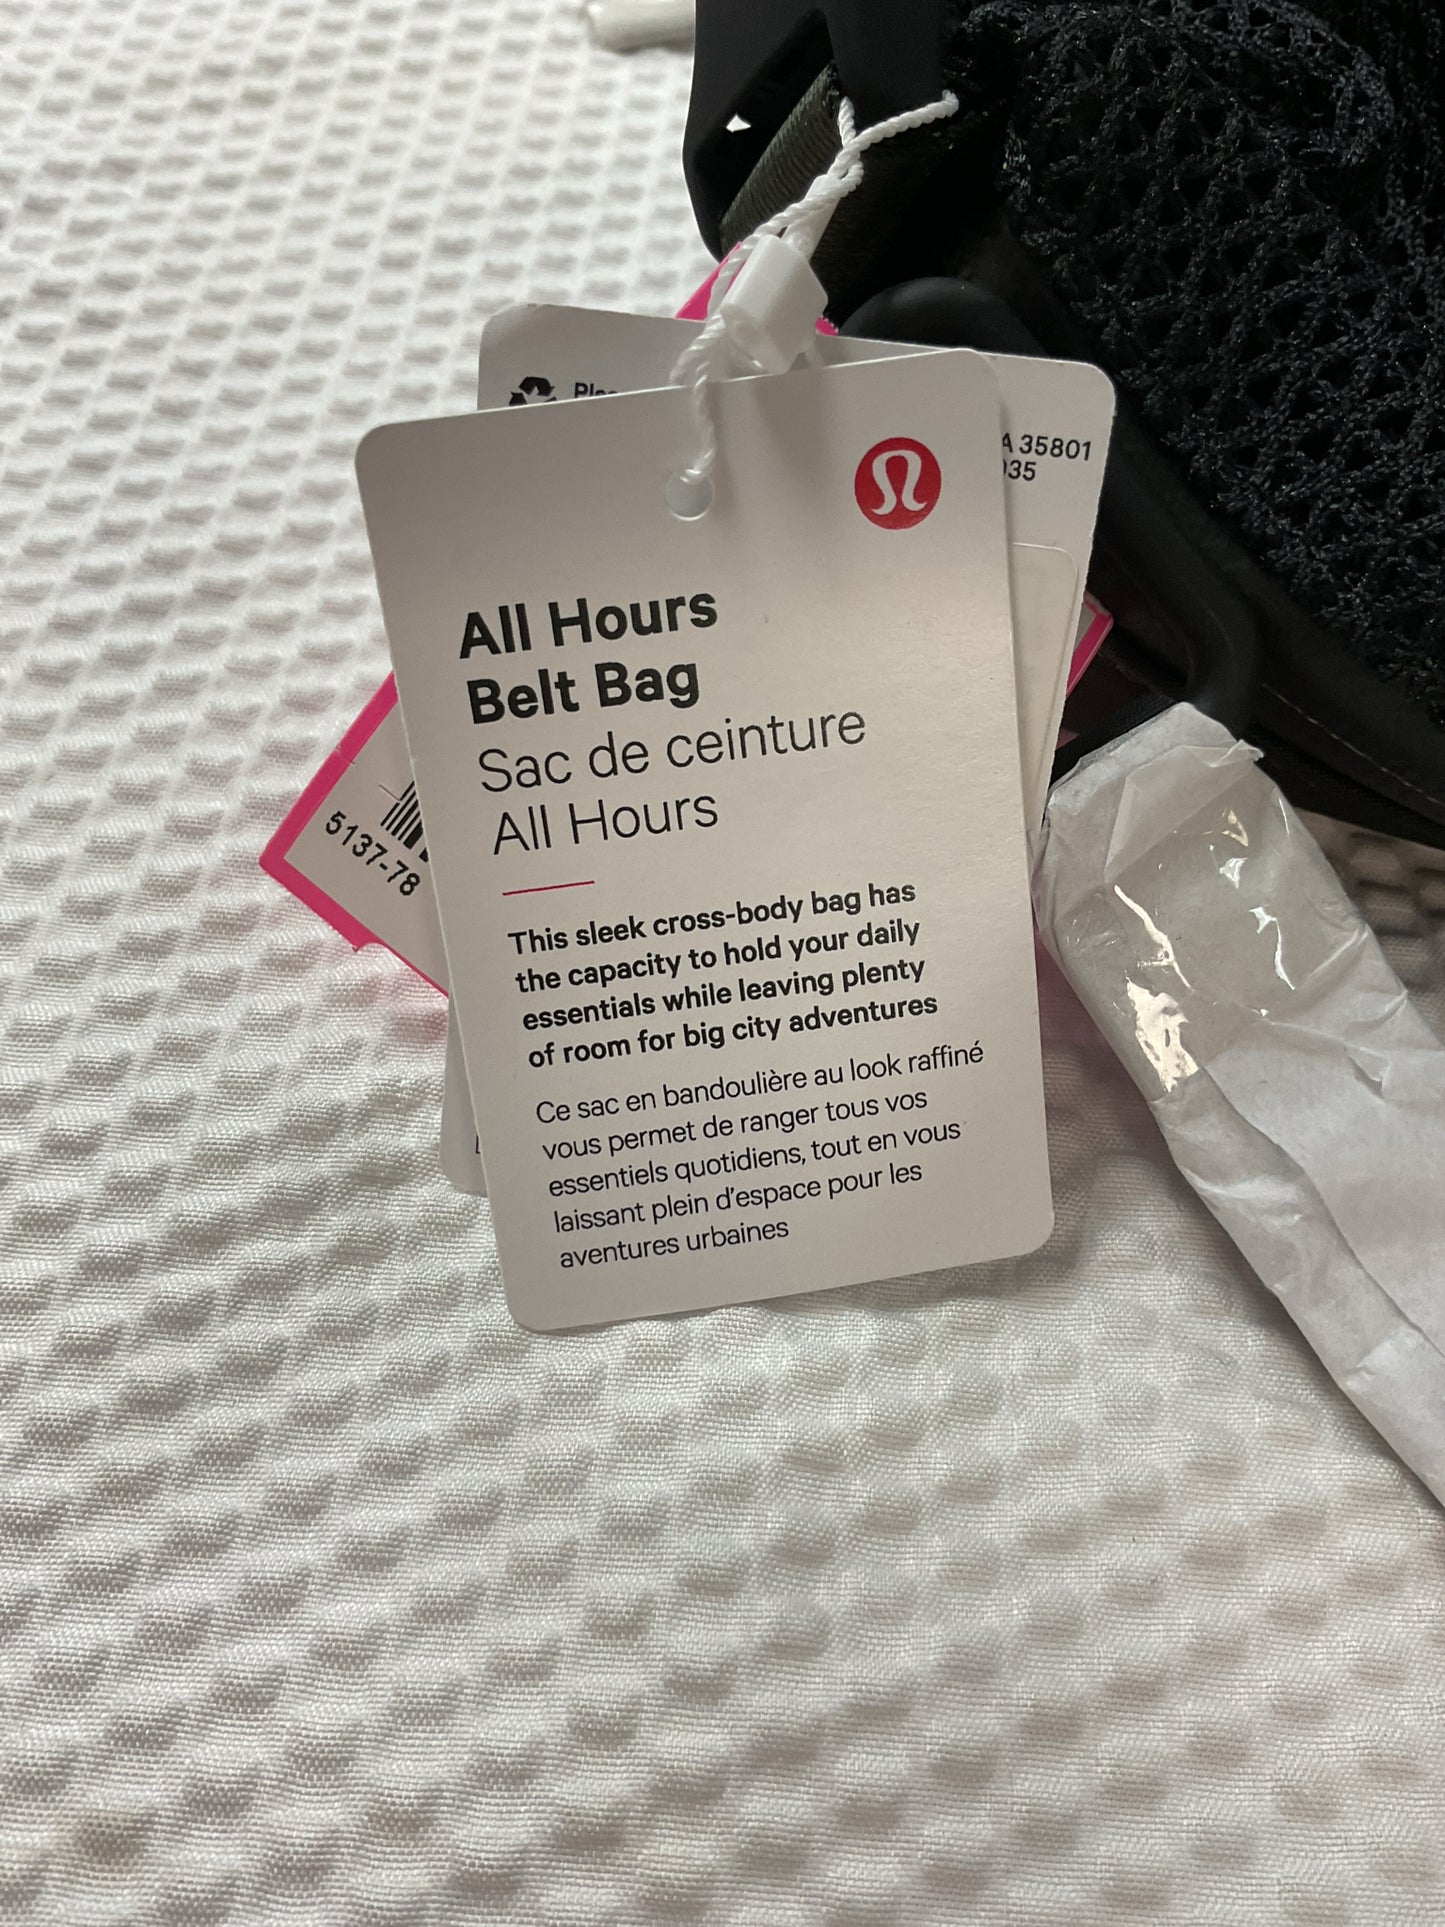 A 35801
035
All Hours
Belt Bag
Sac de ceinture
All Hours
This sleek cross-body bag has
the capacity to hold your daily
essentials while leaving plenty
of room for big city adventures
Ce sac en bandoulière au look raffiné
vous permet de ranger tous vos
essentiels quotidiens, tout en vous
laissant plein d'espace pour les
aventures urbaines
5137-78